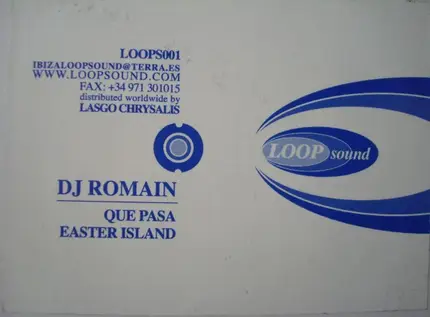 LOOPS001
IBIZALOOPSOUND@TERRA.ES
WWW.LOOPSOUND.COM
FAX: +34 971 301015
distributed worldwide by
LASGO CHRYSALIS
LOOP sound
DJ ROMAIN
QUE PASA
EASTER ISLAND